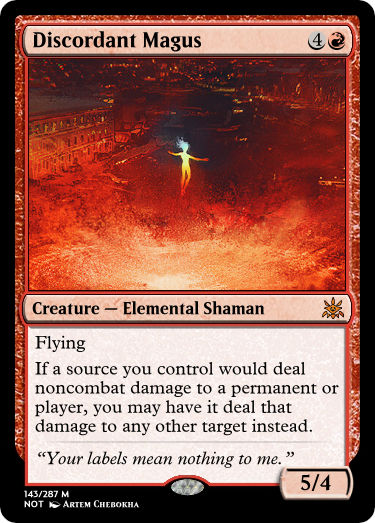 Discordant Magus 4
Creature — Elemental Shaman
Flying
If a source you control would deal
noncombat damage to a permanent or
player, you may have it deal that
damage to any other target instead.
“Your labels mean nothing to me.”
5/4
143/287 M
NOT Artem Chebokha